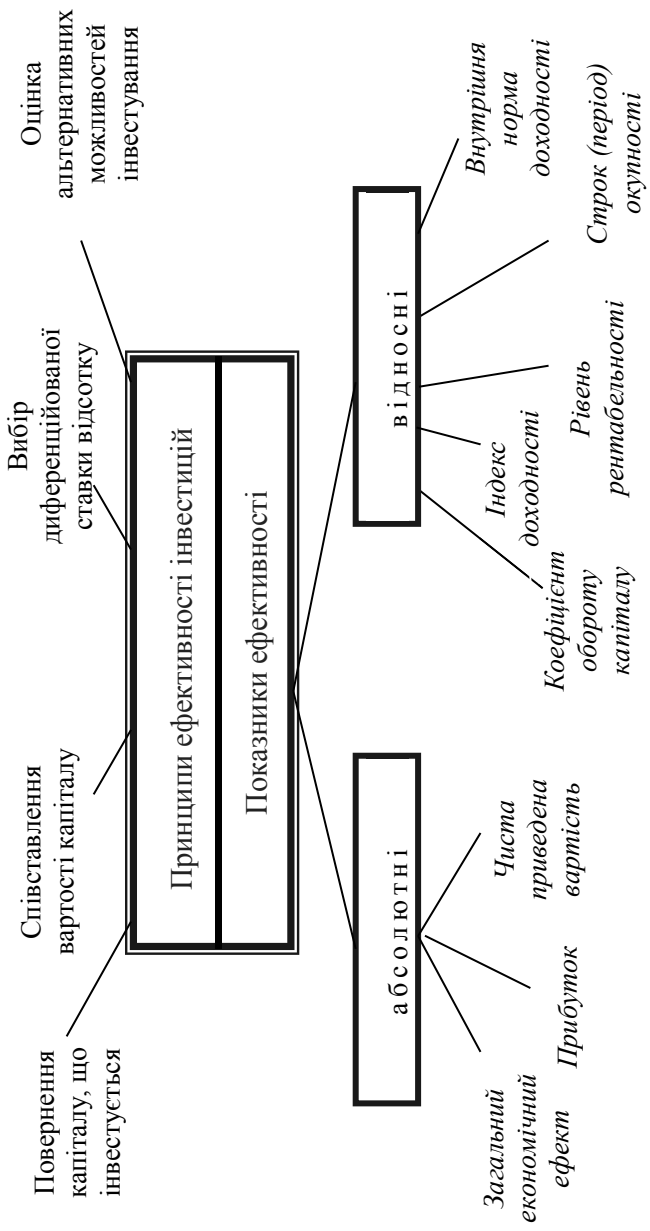 Повернення
капіталу, що
інвестується
Співставлення
вартості капіталу
Вибір
диференційованої
ставки відсотку
Оцінка
альтернативних
можливостей
інвестування
Принципи ефективності інвестицій
Показники ефективності
абсолютні
відносні
Загальний
економічний
ефект
Прибуток
Чиста
приведена
вартість
Коефіцієнт
обороту
капіталу
Індекс
доходності
Рівень
рентабельності
Строк (період)
окупності
Внутрішня
норма
доходності